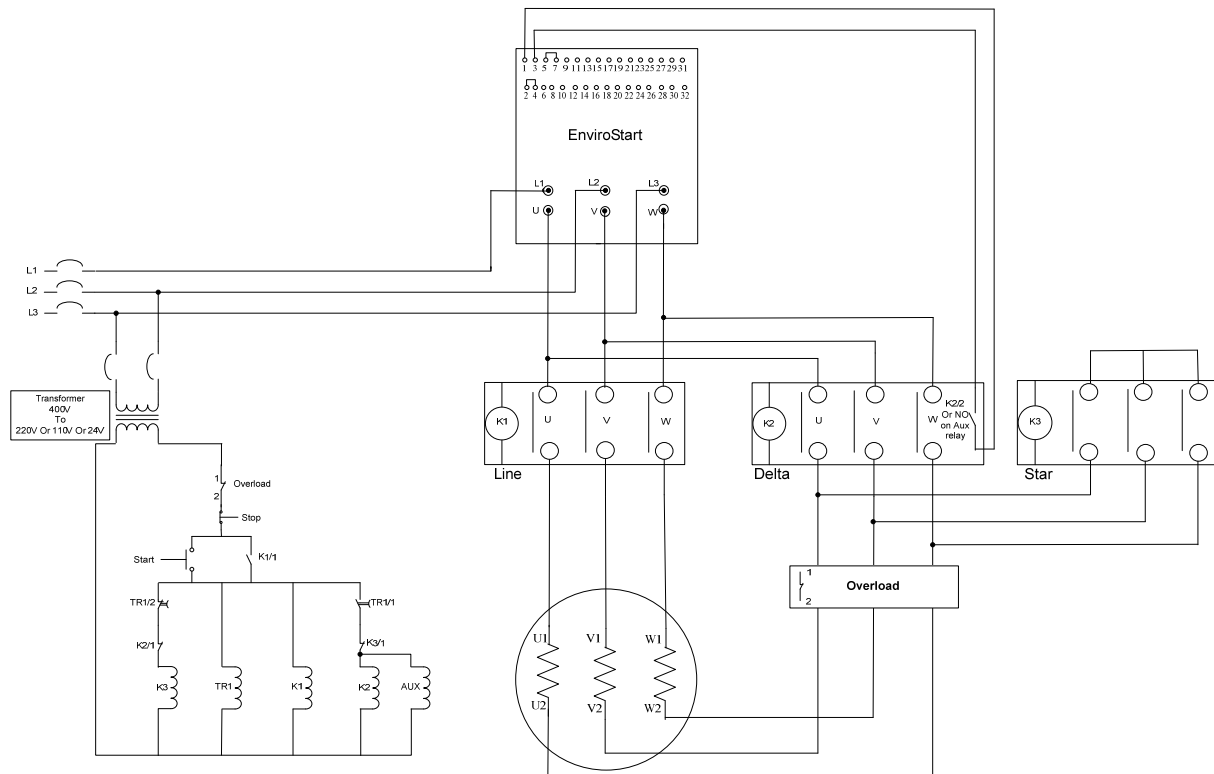 1 3 5 7 9 11 13 15 17 19 21 23 25 27 29 31
2 4 6 8 10 12 14 16 18 20 22 24 26 28 30 32
EnviroStart
L1 L2 L3
U V W
L1
L2
L3
Transformer
400V
To
220V Or 110V Or 24V
1
Overload
2
Stop
Start
K1/1
TR1/2
TR1/1
K2/1
K3/1
K3
TR1
K1
K2
AUX
K1
U
V
W
Line
K2
U
V
W
K2/2
Or NO
on Aux
relay
Delta
K3
Star
1
Overload
2
U1
V1
W1
U2
V2
W2